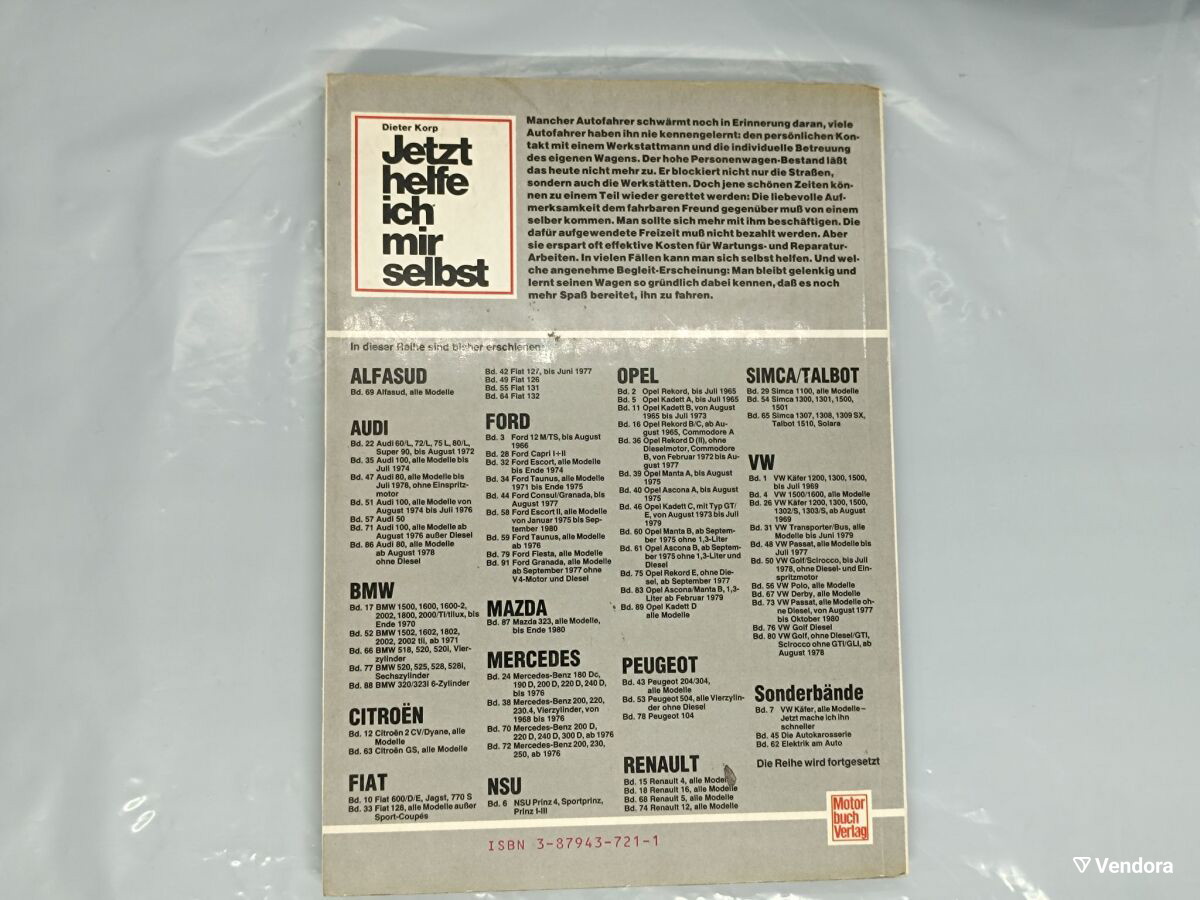 Dieter Korp
Jetzt
helfe
ich
mir
selbst
Mancher Autofahrer schwärmt noch in Erinnerung daran, viele
Autofahrer haben ihn nie kennengelernt: den persönlichen Kon-
takt mit einem Werkstattmann und die individuelle Betreuung
des eigenen Wagens. Der hohe Personenwagen-Bestand läßt
das heute nicht mehr zu. Er blockiert nicht nur die Straßen,
sondern auch die Werkstätten. Doch jene schönen Zeiten kön-
nen zu einem Teil wieder gerettet werden: Die liebevolle Auf-
merksamkeit dem fahrbaren Freund gegenüber muß von einem
selber kommen. Man sollte sich mehr mit ihm beschäftigen. Die
dafür aufgewendete Freizeit muß nicht bezahlt werden. Aber
sie erspart oft effektive Kosten für Wartungs- und Reparatur-
Arbeiten. In vielen Fällen kann man sich selbst helfen. Und wel-
che angenehme Begleit-Erscheinung: Man bleibt gelenkig und
lernt seinen Wagen so gründlich dabei kennen, daß es noch
mehr Spaß bereitet, ihn zu fahren.
In dieser Reihe sind bisher erschienen:
ALFASUD
Bd. 69 Alfasud, alle Modelle
AUDI
Bd. 22 Audi 60/L, 72/L, 75 L, 80/L,
Super 90, bis August 1972
Bd. 35 Audi 100, alle Modelle bis
Juli 1974
Bd. 47 Audi 80, alle Modelle bis
Juli 1978, ohne Einspritz-
motor
Bd. 51 Audi 100, alle Modelle von
August 1974 bis Juli 1976
Bd. 57 Audi 50
Bd. 71 Audi 100, alle Modelle ab
August 1976 außer Diesel
Bd. 86 Audi 80, alle Modelle
ab August 1978
ohne Diesel
BMW
Bd. 17 BMW 1500, 1600, 1600-2,
2002, 1800, 2000/TI/tilux, bis
Ende 1970
Bd. 52 BMW 1502, 1602, 1802,
2002, 2002 tii, ab 1971
Bd. 66 BMW 518, 520, 520i, Vier-
zylinder
Bd. 77 BMW 520, 525, 528, 528i,
Sechszylinder
Bd. 88 BMW 320/323i 6-Zylinder
CITROËN
Bd. 12 Citroën 2 CV/Dyane, alle
Modelle
Bd. 63 Citroën GS, alle Modelle
FIAT
Bd. 10 Fiat 600/D/E, Jagst, 770 S
Bd. 33 Fiat 128, alle Modelle außer
Sport-Coupés
Bd. 42 Fiat 127, bis Juni 1977
Bd. 49 Fiat 126
Bd. 55 Fiat 131
Bd. 64 Fiat 132
FORD
Bd. 3 Ford 12 M/TS, bis August
1966
Bd. 28 Ford Capri I+II
Bd. 32 Ford Escort, alle Modelle
bis Ende 1974
Bd. 34 Ford Taunus, alle Modelle
1971 bis Ende 1975
Bd. 44 Ford Consul/Granada, bis
August 1977
Bd. 58 Ford Escort II, alle Modelle
von Januar 1975 bis Sep-
tember 1980
Bd. 59 Ford Taunus, alle Modelle
ab 1976
Bd. 79 Ford Fiesta, alle Modelle
Bd. 91 Ford Granada, alle Modelle
ab September 1977 ohne
V4-Motor und Diesel
MAZDA
Bd. 87 Mazda 323, alle Modelle,
bis Ende 1980
MERCEDES
Bd. 24 Mercedes-Benz 180 Dc,
190 D, 200 D, 220 D, 240 D,
bis 1976
Bd. 38 Mercedes-Benz 200, 220,
230.4, Vierzylinder, von
1968 bis 1976
Bd. 70 Mercedes-Benz 200 D,
220 D, 240 D, 300 D, ab 1976
Bd. 72 Mercedes-Benz 200, 230,
250, ab 1976
NSU
Bd. 6 NSU Prinz 4, Sportprinz,
Prinz I-III
OPEL
Bd. 2 Opel Rekord, bis Juli 1965
Bd. 5 Opel Kadett A, bis Juli 1965
Bd. 11 Opel Kadett B, von August
1965 bis Juli 1973
Bd. 16 Opel Rekord B/C, ab Au-
gust 1965, Commodore A
Bd. 36 Opel Rekord D (II), ohne
Dieselmotor, Commodore
B, von Februar 1972 bis Au-
gust 1977
Bd. 39 Opel Manta A, bis August
1975
Bd. 40 Opel Ascona A, bis August
1975
Bd. 46 Opel Kadett C, mit Typ GT/
E, von August 1973 bis Juli
1979
Bd. 60 Opel Manta B, ab Septem-
ber 1975 ohne 1,3-Liter
Bd. 61 Opel Ascona B, ab Septem-
ber 1975 ohne 1,3-Liter und
Diesel
Bd. 75 Opel Rekord E, ohne Die-
sel, ab September 1977
Bd. 83 Opel Ascona/Manta B, 1,3-
Liter ab Februar 1979
Bd. 89 Opel Kadett D
alle Modelle
PEUGEOT
Bd. 43 Peugeot 204/304,
alle Modelle
Bd. 53 Peugeot 504, alle Vierzylin-
der ohne Diesel
Bd. 78 Peugeot 104
RENAULT
Bd. 15 Renault 4, alle Modelle
Bd. 18 Renault 16, alle Modelle
Bd. 68 Renault 5, alle Modelle
Bd. 74 Renault 12, alle Modelle
SIMCA/TALBOT
Bd. 29 Simca 1100, alle Modelle
Bd. 54 Simca 1300, 1301, 1500,
1501
Bd. 65 Simca 1307, 1308, 1309 SX,
Talbot 1510, Solara
VW
Bd. 1 VW Käfer 1200, 1300, 1500,
bis Juli 1969
Bd. 4 VW 1500/1600, alle Modelle
Bd. 26 VW Käfer 1200, 1300, 1500,
1302/S, 1303/S, ab August
1969
Bd. 31 VW Transporter/Bus, alle
Modelle bis Juni 1979
Bd. 48 VW Passat, alle Modelle bis
Juli 1977
Bd. 50 VW Golf/Scirocco, bis Juli
1978, ohne Diesel- und Ein-
spritzmotor
Bd. 56 VW Polo, alle Modelle
Bd. 67 VW Derby, alle Modelle
Bd. 73 VW Passat, alle Modelle oh-
ne Diesel, von August 1977
bis Oktober 1980
Bd. 76 VW Golf Diesel
Bd. 80 VW Golf, ohne Diesel/GTI,
Scirocco ohne GTI/GLI, ab
August 1978
Sonderbände
Bd. 7 VW Käfer, alle Modelle –
Jetzt mache ich ihn
schneller
Bd. 45 Die Autokarosserie
Bd. 62 Elektrik am Auto
Die Reihe wird fortgesetzt
Motor
buch
Verlag
ISBN 3-87943-721-1
Vendora